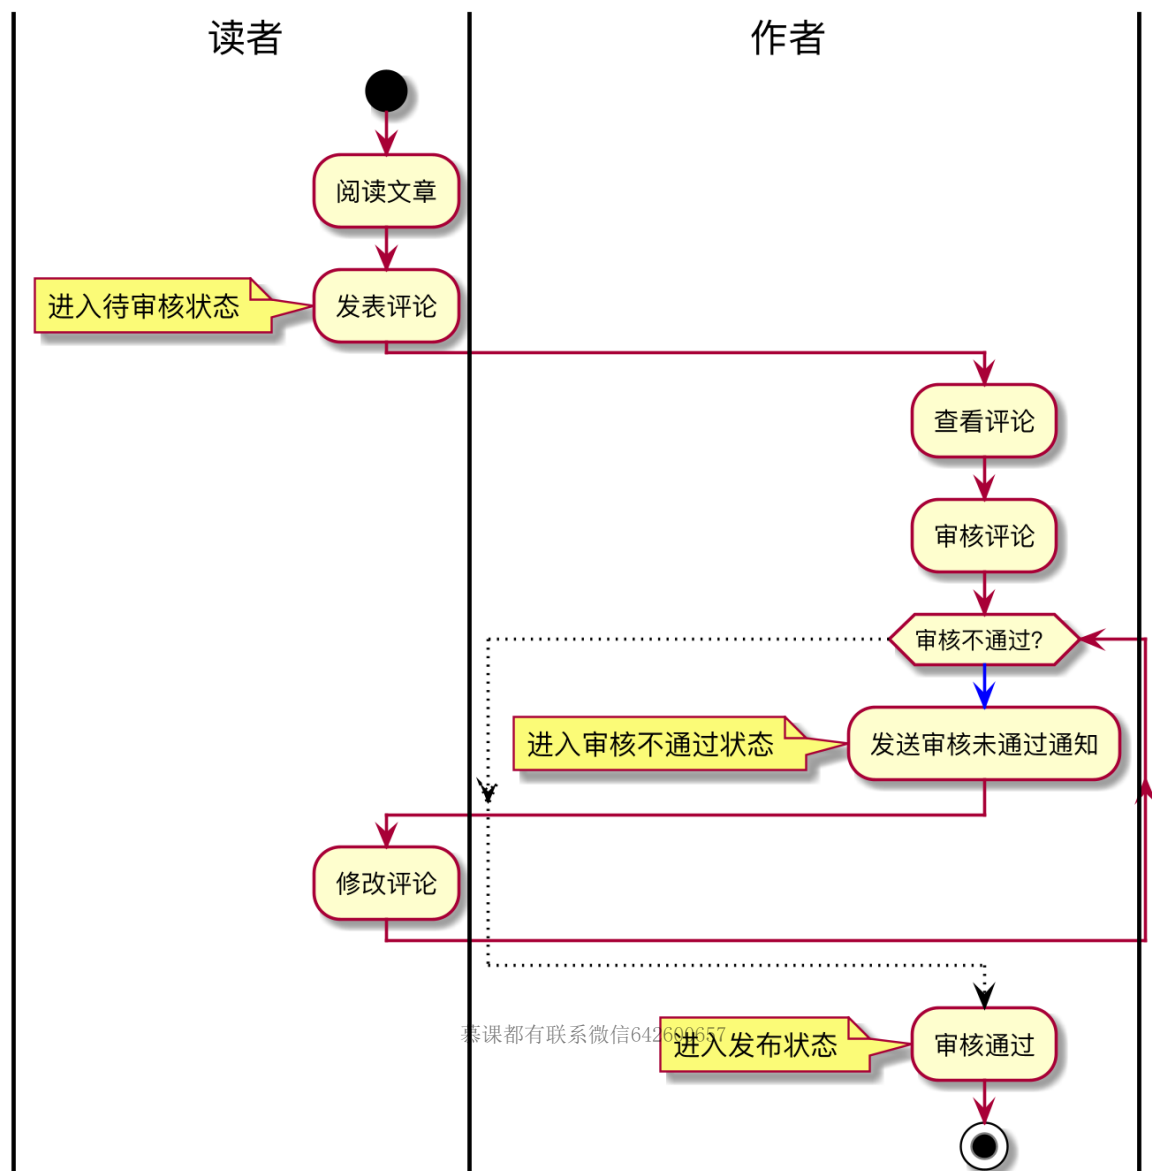 读者
作者
阅读文章
进入待审核状态
发表评论
查看评论
审核评论
审核不通过?
进入审核不通过状态
发送审核未通过通知
修改评论
慕课都有联系微信642600657
进入发布状态
审核通过